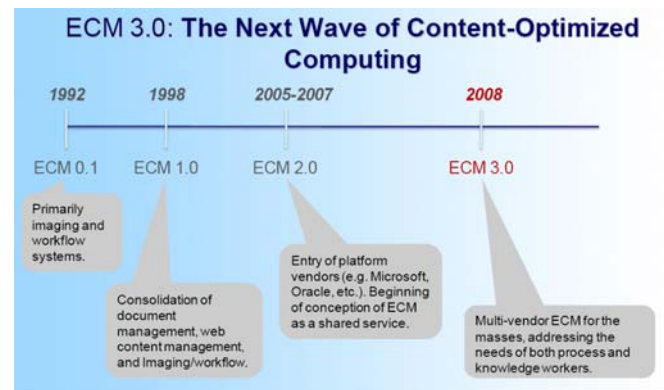 ECM 3.0: The Next Wave of Content-Optimized
Computing
1992
1998
2005-2007
2008
ECM 0.1
ECM 1.0
ECM 2.0
ECM 3.0
Primarily
imaging and
workflow
systems.
Consolidation of
document
management, web
content management,
and Imaging/workflow.
Entry of platform
vendors (e.g. Microsoft,
Oracle, etc.). Beginning
of conception of ECM
as a shared service.
Multi-vendor ECM for the
masses, addressing the
needs of both process and
knowledge workers.